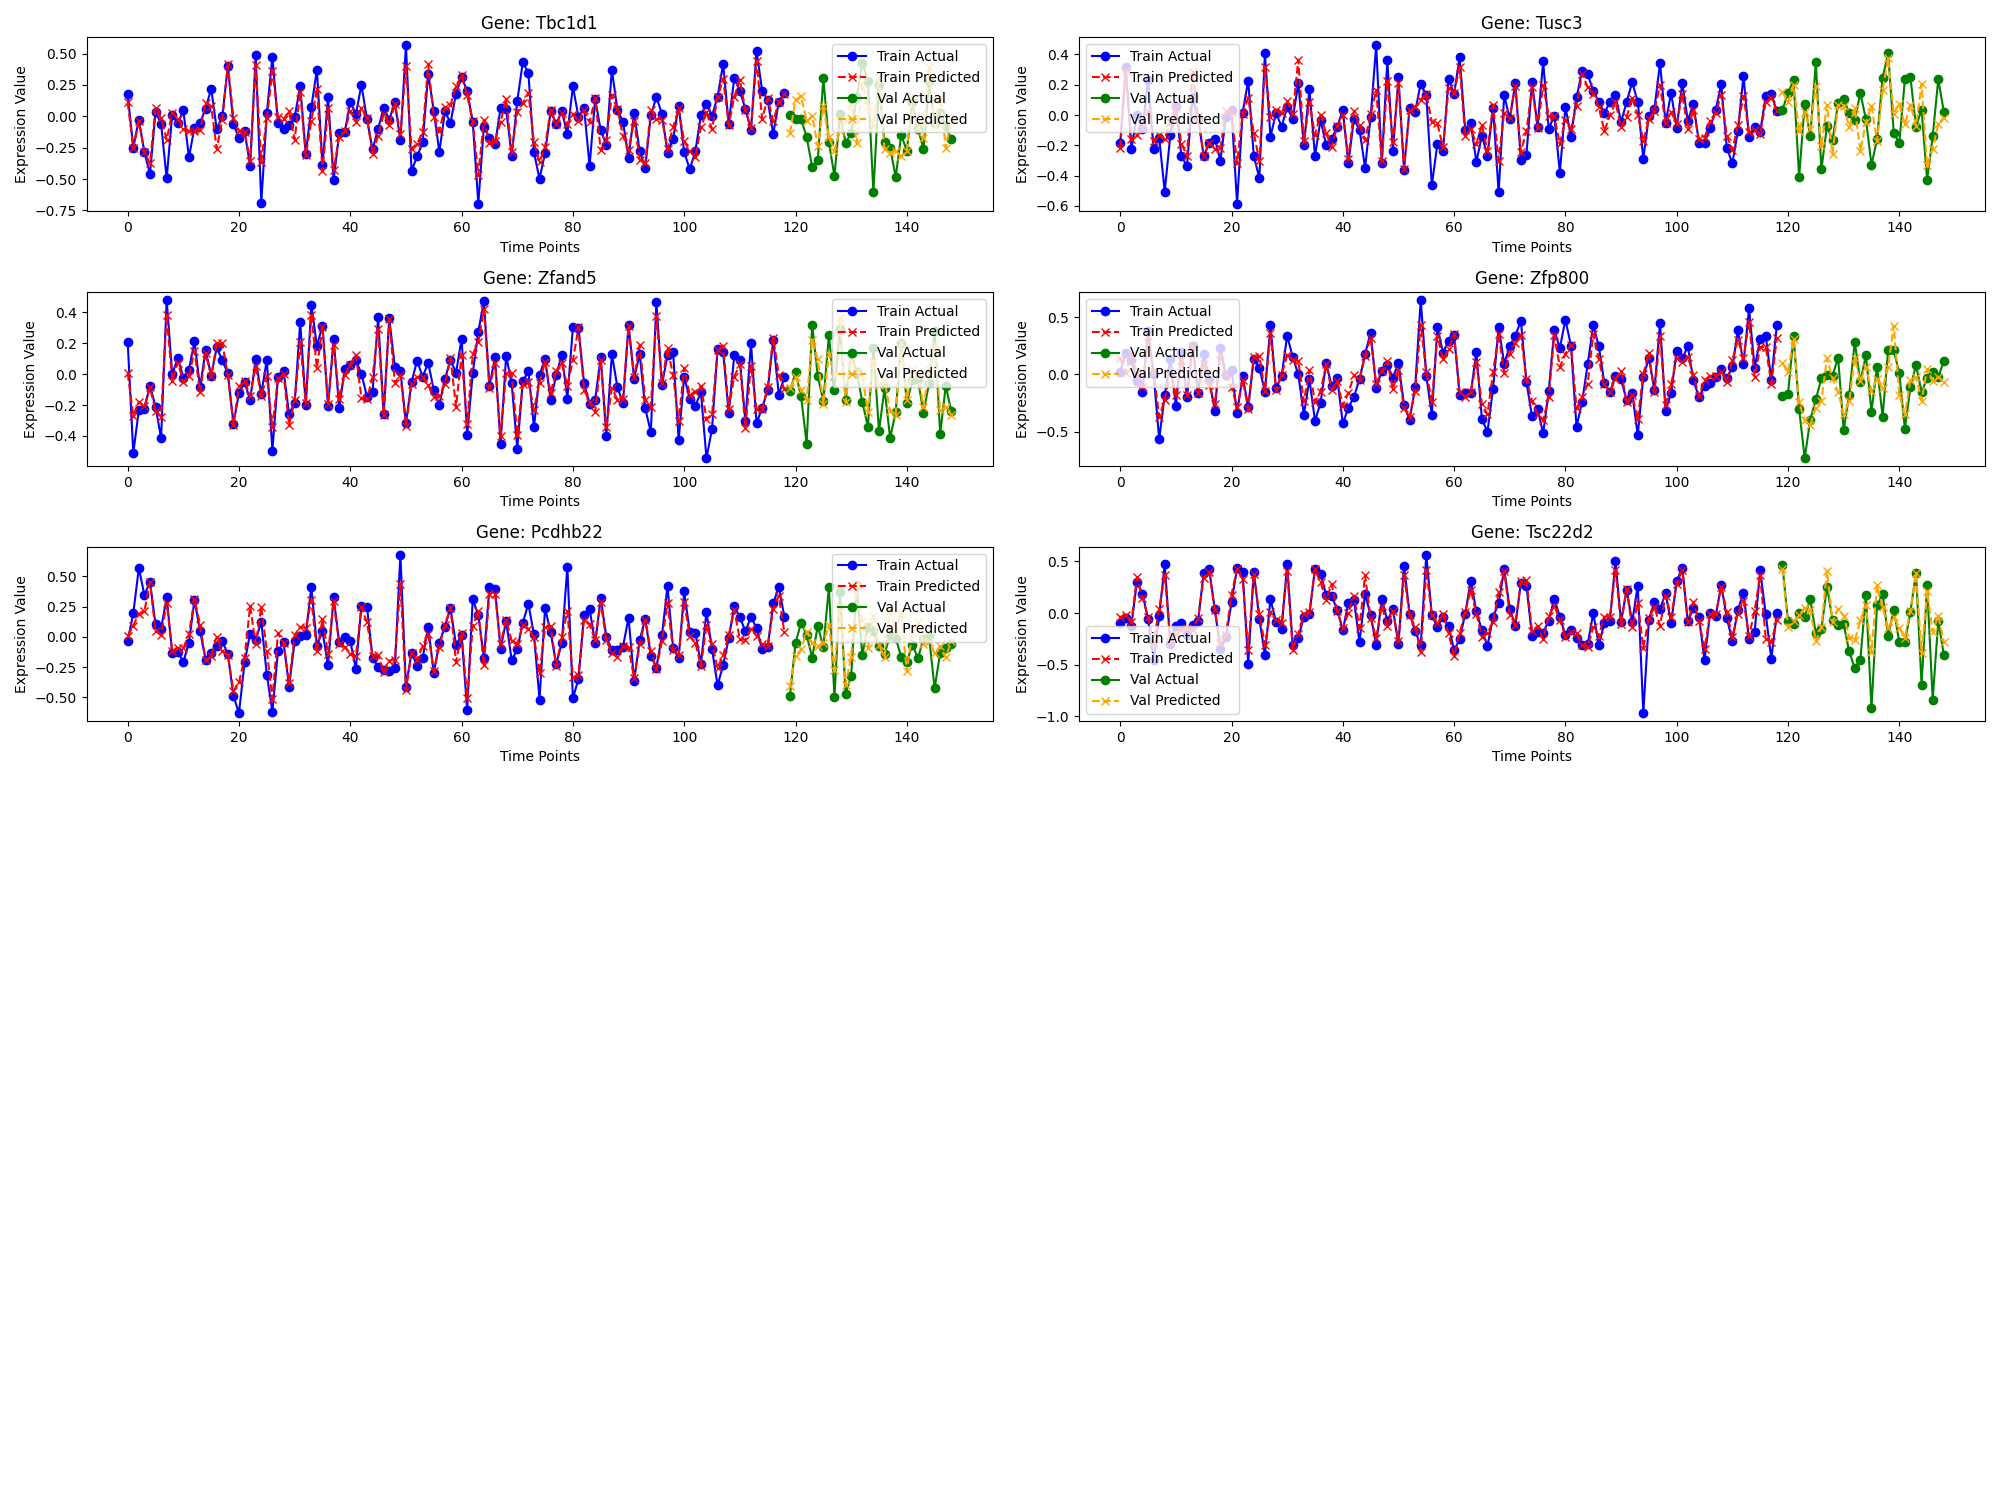 Gene: Tbc1d1
Expression Value
0.50
0.25
0.00
−0.25
−0.50
−0.75
Train Actual
Train Predicted
Val Actual
Val Predicted
0 20 40 60 80 100 120 140
Time Points
Gene: Tusc3
Expression Value
0.4
0.2
0.0
−0.2
−0.4
−0.6
Train Actual
Train Predicted
Val Actual
Val Predicted
0 20 40 60 80 100 120 140
Time Points
Gene: Zfand5
Expression Value
0.4
0.2
0.0
−0.2
−0.4
Train Actual
Train Predicted
Val Actual
Val Predicted
0 20 40 60 80 100 120 140
Time Points
Gene: Zfp800
Expression Value
0.5
0.0
−0.5
Train Actual
Train Predicted
Val Actual
Val Predicted
0 20 40 60 80 100 120 140
Time Points
Gene: Pcdhb22
Expression Value
0.50
0.25
0.00
−0.25
−0.50
Train Actual
Train Predicted
Val Actual
Val Predicted
0 20 40 60 80 100 120 140
Time Points
Gene: Tsc22d2
Expression Value
0.5
0.0
−0.5
−1.0
Train Actual
Train Predicted
Val Actual
Val Predicted
0 20 40 60 80 100 120 140
Time Points